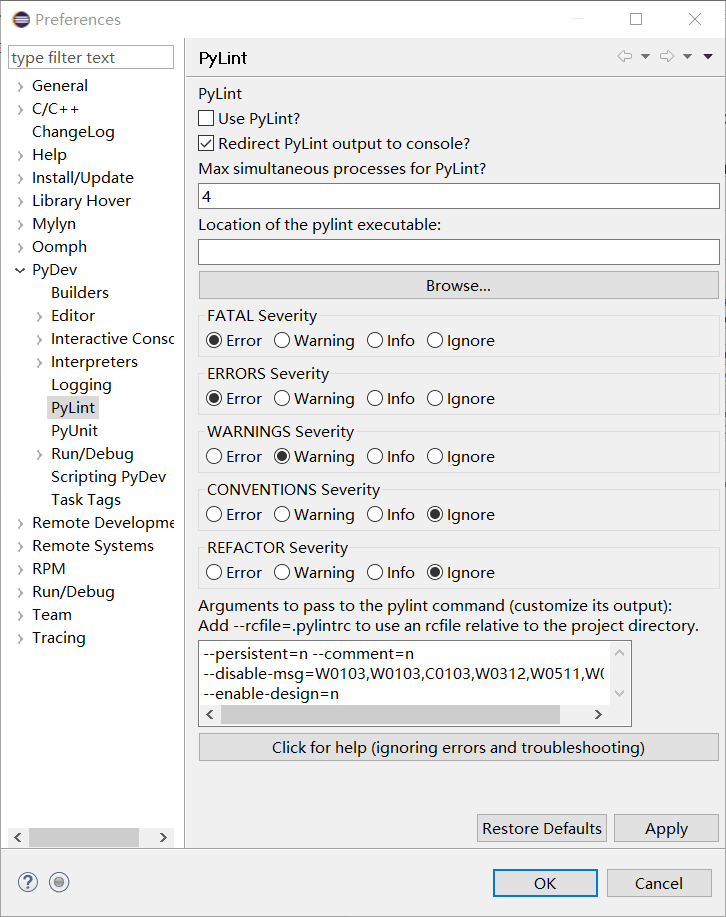 Preferences
type filter text
General
C/C++
ChangeLog
Help
Install/Update
Library Hover
Mylyn
Oomph
PyDev
Builders
Editor
Interactive Consc
Interpreters
Logging
PyLint
PyUnit
Run/Debug
Scripting PyDev
Task Tags
Remote Developme
Remote Systems
RPM
Run/Debug
Team
Tracing
PyLint
PyLint
Use PyLint?
Redirect PyLint output to console?
Max simultaneous processes for PyLint?
4
Location of the pylint executable:
Browse...
FATAL Severity
Error Warning Info Ignore
ERRORS Severity
Error Warning Info Ignore
WARNINGS Severity
Error Warning Info Ignore
CONVENTIONS Severity
Error Warning Info Ignore
REFACTOR Severity
Error Warning Info Ignore
Arguments to pass to the pylint command (customize its output):
Add --rcfile=.pylintrc to use an rcfile relative to the project directory.
--persistent=n --comment=n
--disable-msg=W0103,W0103,C0103,W0312,W0511,W0
--enable-design=n
Click for help (ignoring errors and troubleshooting)
Restore Defaults Apply
OK Cancel